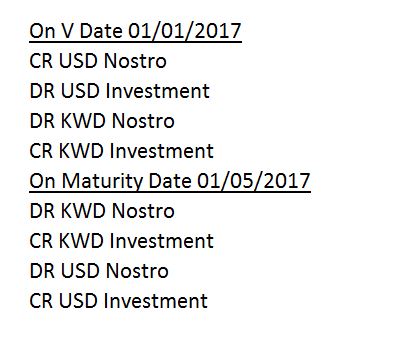 On V Date 01/01/2017
CR USD Nostro
DR USD Investment
DR KWD Nostro
CR KWD Investment
On Maturity Date 01/05/2017
DR KWD Nostro
CR KWD Investment
DR USD Nostro
CR USD Investment